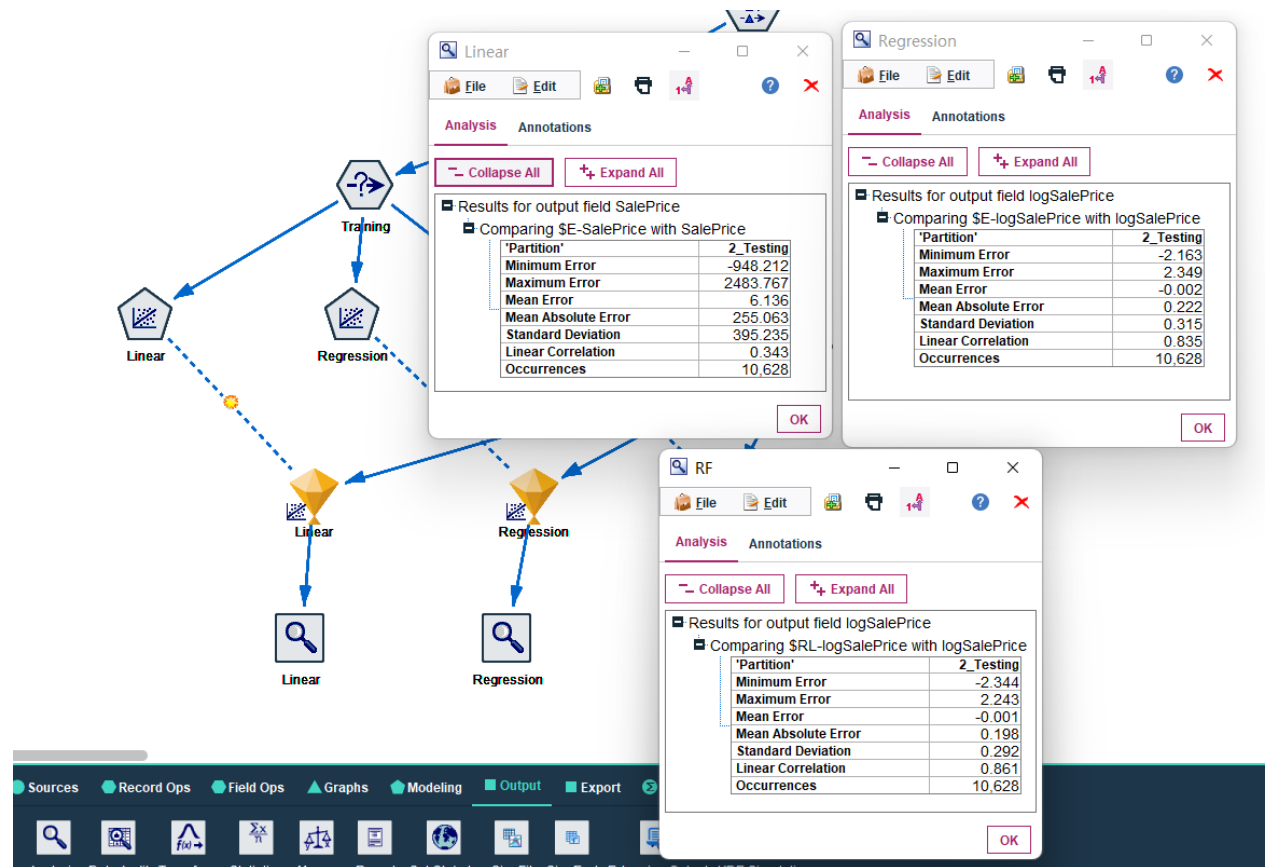 Linear
File Edit
Analysis Annotations
Collapse All Expand All
Results for output field SalePrice
Comparing $E-SalePrice with SalePrice
'Partition' 2_Testing
Minimum Error -948.212
Maximum Error 2483.767
Mean Error 6.136
Mean Absolute Error 255.063
Standard Deviation 395.235
Linear Correlation 0.343
Occurrences 10,628
OK
Regression
File Edit
Analysis Annotations
Collapse All Expand All
Results for output field logSalePrice
Comparing $E-logSalePrice with logSalePrice
'Partition' 2_Testing
Minimum Error -2.163
Maximum Error 2.349
Mean Error -0.002
Mean Absolute Error 0.222
Standard Deviation 0.315
Linear Correlation 0.835
Occurrences 10,628
OK
Training
Linear Regression
Linear Regression
Linear Regression
RF
File Edit
Analysis Annotations
Collapse All Expand All
Results for output field logSalePrice
Comparing $RL-logSalePrice with logSalePrice
'Partition' 2_Testing
Minimum Error -2.344
Maximum Error 2.243
Mean Error -0.001
Mean Absolute Error 0.198
Standard Deviation 0.292
Linear Correlation 0.861
Occurrences 10,628
OK
Sources Record Ops Field Ops Graphs Modeling Output Export